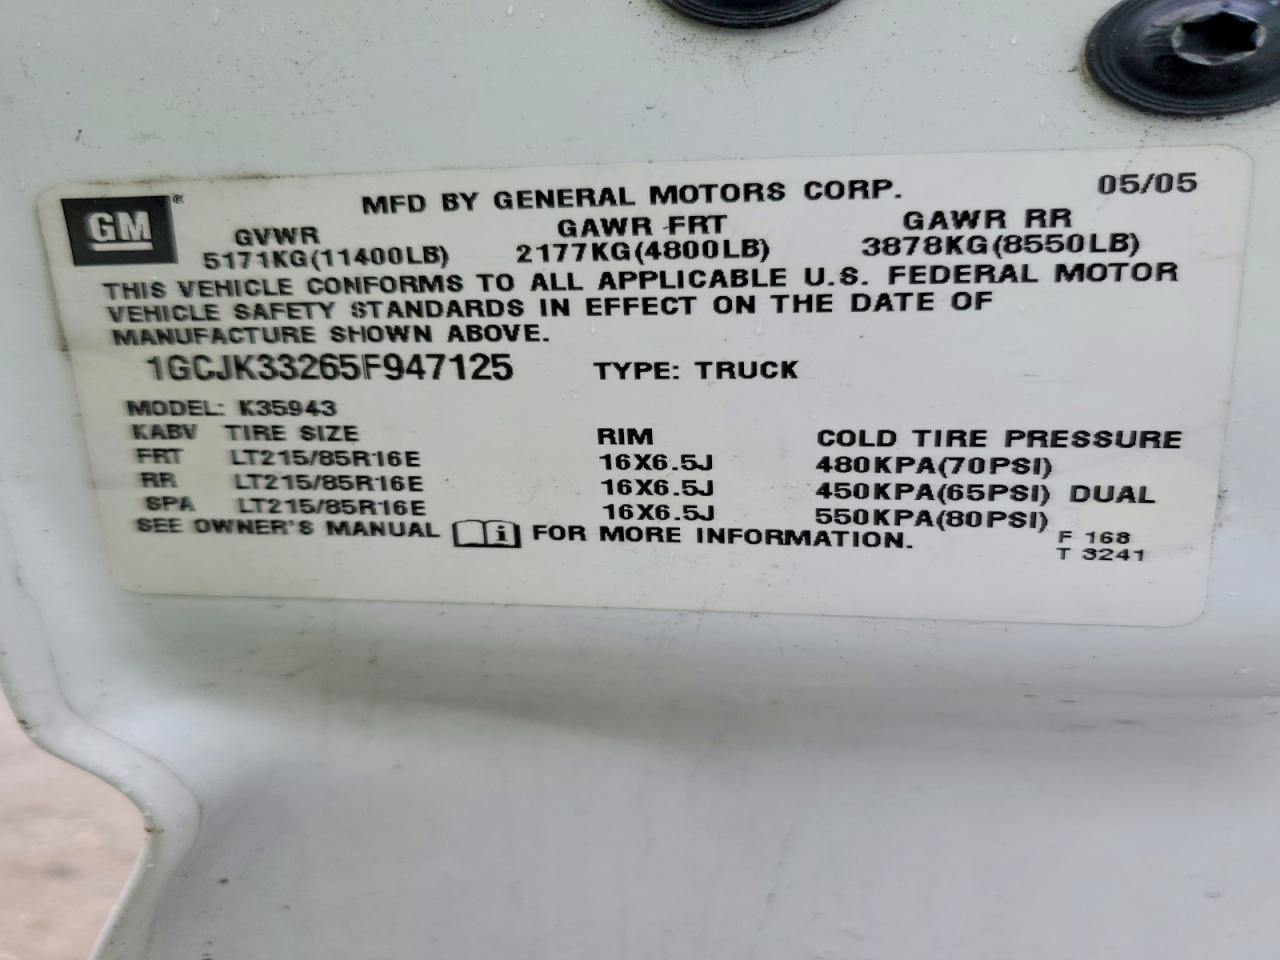 GM®
MFD BY GENERAL MOTORS CORP. 05/05
GVWR GAWR FRT GAWR RR
5171KG(11400LB) 2177KG(4800LB) 3878KG(8550LB)
THIS VEHICLE CONFORMS TO ALL APPLICABLE U.S. FEDERAL MOTOR
VEHICLE SAFETY STANDARDS IN EFFECT ON THE DATE OF
MANUFACTURE SHOWN ABOVE.
1GCJK33265F947125 TYPE: TRUCK
MODEL: K35943
KABV TIRE SIZE RIM COLD TIRE PRESSURE
FRT LT215/85R16E 16X6.5J 480KPA(70PSI)
RR LT215/85R16E 16X6.5J 450KPA(65PSI) DUAL
SPA LT215/85R16E 16X6.5J 550KPA(80PSI)
SEE OWNER'S MANUAL i FOR MORE INFORMATION. F 168
T 3241